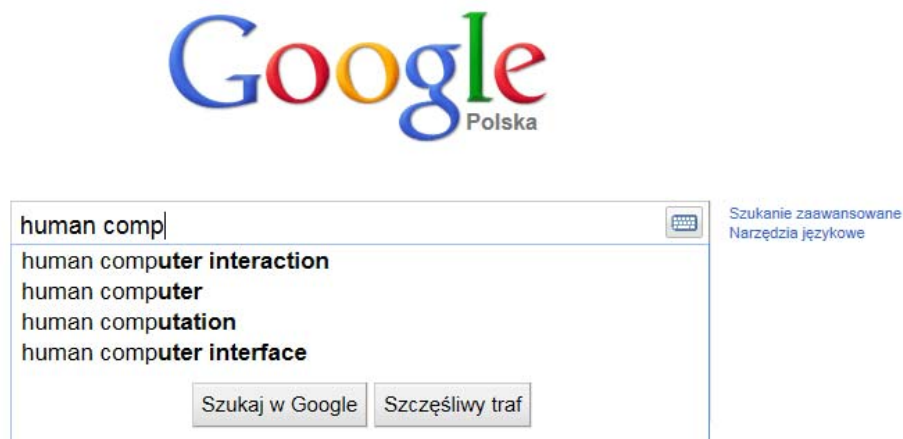 Google
Polska
human comp
Szukanie zaawansowane
Narzędzia językowe
human computer interaction
human computer
human computation
human computer interface
Szukaj w Google
Szczęśliwy traf